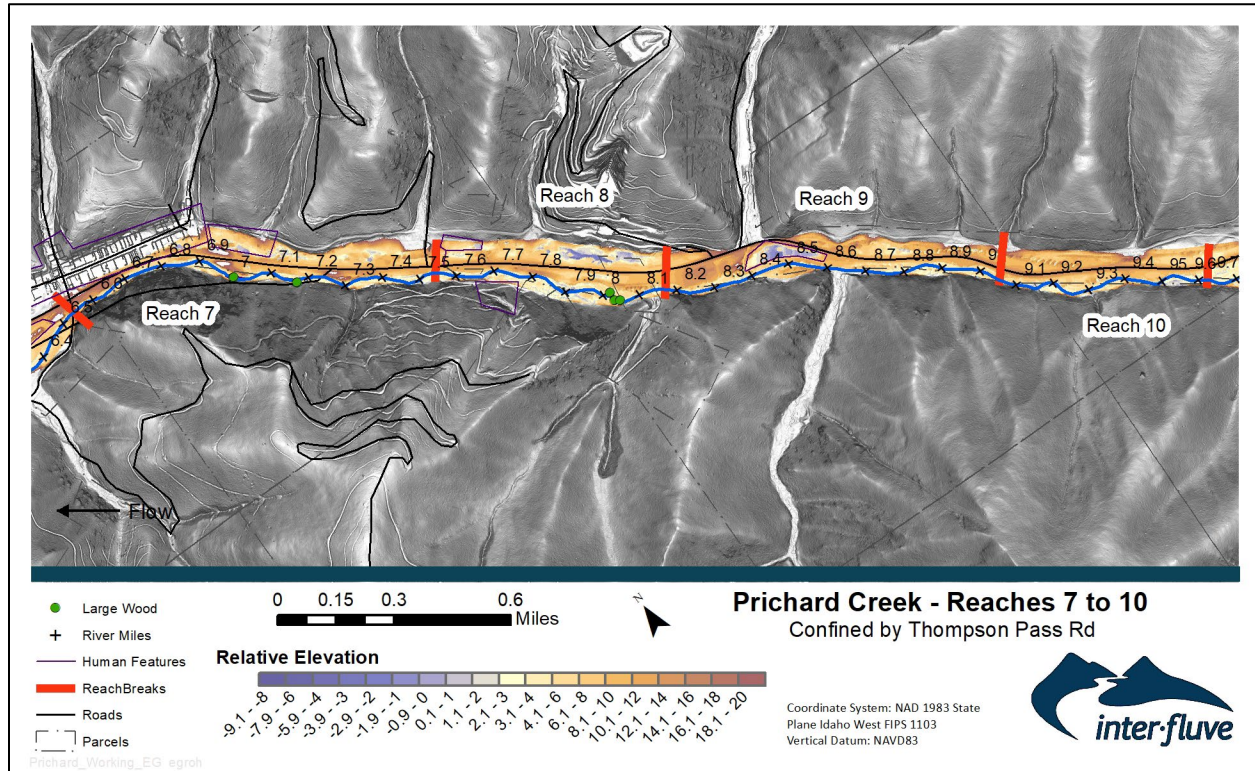 Reach 8
Reach 9
6.9
6.8
6.7
6.6
6.5
6.4
7
7.1
7.2
7.3
7.4
7.5
7.6
7.7
7.8
7.9
8
8.1
8.2
8.3
8.4
8.5
8.6
8.7
8.8
8.9
9
9.1
9.2
9.3
9.4
95
9.6
9.7
Reach 7
Reach 10
Flow
Large Wood
River Miles
Human Features
ReachBreaks
Roads
Parcels
0 0.15 0.3 0.6
Miles
N
Relative Elevation
-9.1 - -8
-7.9 - -6
-5.9 - -4
-3.9 - -3
-2.9 - -2
-1.9 - -1
-0.9 - 0
0.1 - 1
1.1 - 2
2.1 - 3
3.1 - 4
4.1 - 6
6.1 - 8
8.1 - 10
10.1 - 12
12.1 - 14
14.1 - 16
16.1 - 18
18.1 - 20
Prichard Creek - Reaches 7 to 10
Confined by Thompson Pass Rd
Coordinate System: NAD 1983 State
Plane Idaho West FIPS 1103
Vertical Datum: NAVD83
inter·fluve
Prichard_Working_EG egroh